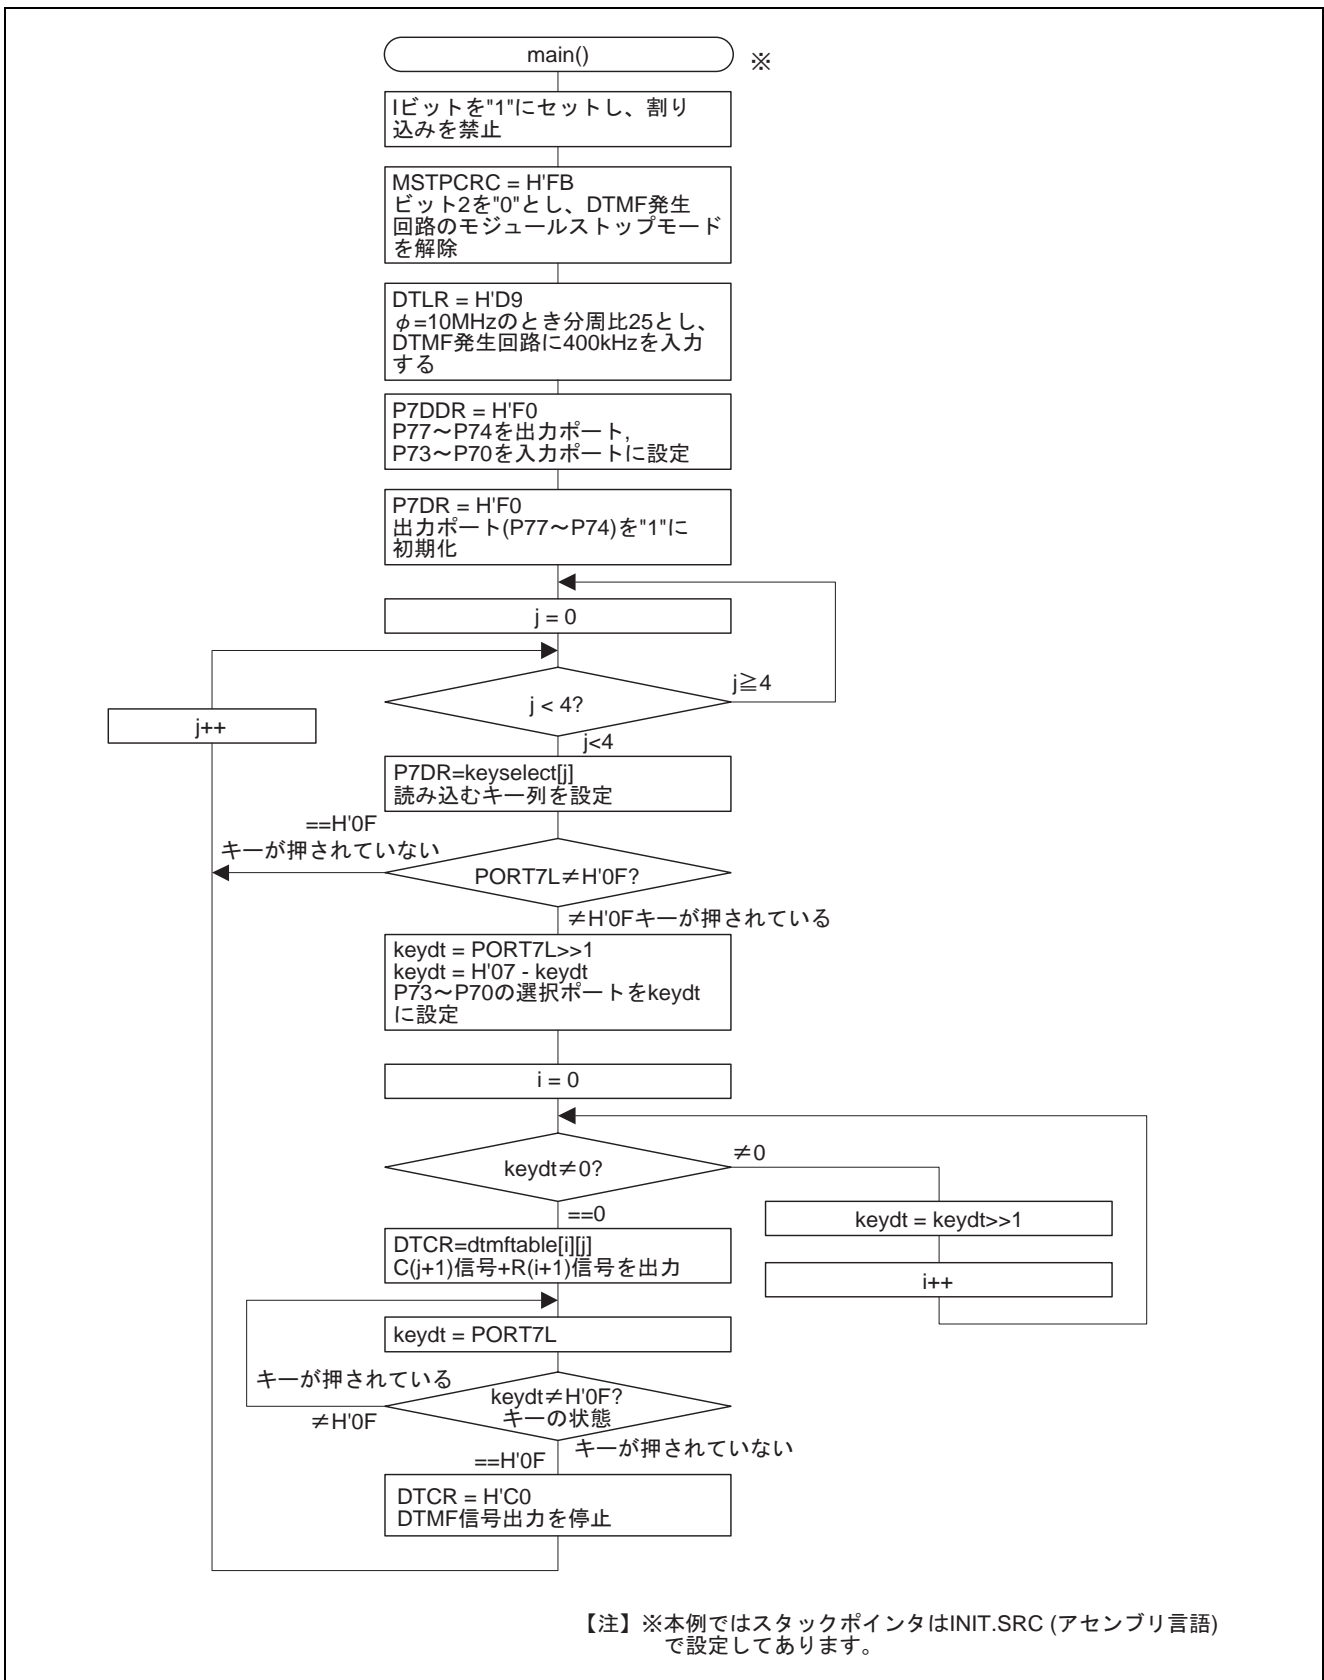 main()
※
Iビットを"1"にセットし、割り
込みを禁止
MSTPCRC = H'FB
ビット2を"0"とし、DTMF発生
回路のモジュールストップモード
を解除
DTLR = H'D9
φ=10MHzのとき分周比25とし、
DTMF発生回路に400kHzを入力
する
P7DDR = H'F0
P77～P74を出力ポート,
P73～P70を入力ポートに設定
P7DR = H'F0
出力ポート(P77～P74)を"1"に
初期化
j = 0
j < 4?
j≧4
j++
j<4
P7DR=keyselect[j]
読み込むキー列を設定
==H'0F
キーが押されていない
PORT7L≠H'0F?
≠H'0Fキーが押されている
keydt = PORT7L>>1
keydt = H'07 - keydt
P73～P70の選択ポートをkeydt
に設定
i = 0
keydt≠0?
≠0
keydt = keydt>>1
i++
==0
DTCR=dtmftable[i][j]
C(j+1)信号+R(i+1)信号を出力
keydt = PORT7L
キーが押されている
≠H'0F
keydt≠H'0F?
キーの状態
キーが押されていない
==H'0F
DTCR = H'C0
DTMF信号出力を停止
【注】※本例ではスタックポインタはINIT.SRC (アセンブリ言語)
で設定してあります。